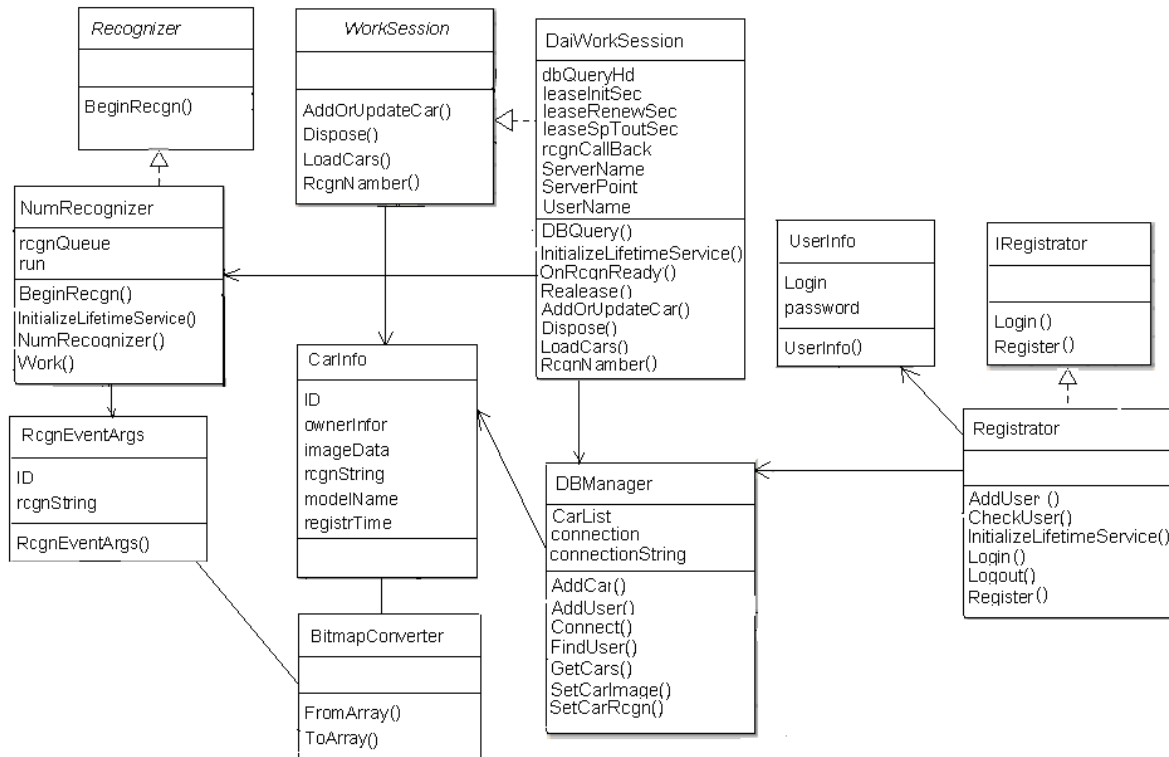 Recognizer
BeginRecgn()
WorkSession
AddOrUpdateCar()
Dispose()
LoadCars()
RcgnNamber()
DaiWorkSession
dbQueryHd
leaseInitSec
leaseRenewSec
leaseSpToutSec
rcgnCallBack
ServerName
ServerPoint
UserName
DBQuery()
InitializeLifetimeService()
OnRcgnReady()
Realease()
AddOrUpdateCar()
Dispose()
LoadCars()
RcgnNamber()
NumRecognizer
rcgnQueue
run
BeginRecgn()
InitializeLifetimeService()
NumRecognizer()
Work()
UserInfo
Login
password
UserInfo()
IRegistrator
Login()
Register()
RcgnEventArgs
ID
rcgnString
RcgnEventArgs()
CarInfo
ID
ownerInfor
imageData
rcgnString
modelName
registrTime
DBManager
CarList
connection
connectionString
AddCar()
AddUser()
Connect()
FindUser()
GetCars()
SetCarImage()
SetCarRcgn()
Registrator
AddUser ()
CheckUser()
InitializeLifetimeService()
Login()
Logout()
Register()
BitmapConverter
FromArray()
ToArray()